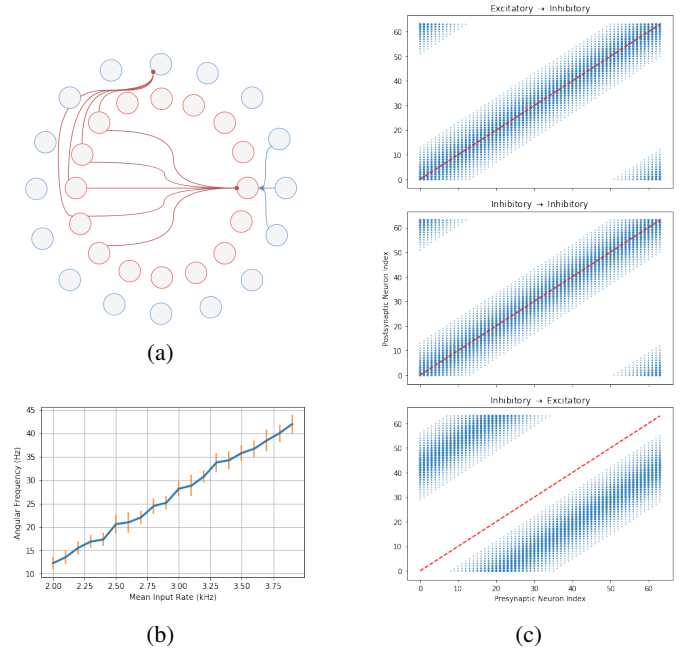 (a)
45
40
35
30
25
20
15
10
Angular Frequency (Hz)
2.00 2.25 2.50 2.75 3.00 3.25 3.50 3.75
Mean Input Rate (kHz)
(b)
Excitatory → Inhibitory
60
50
40
30
20
10
0
Inhibitory → Inhibitory
60
50
40
30
20
10
0
Postsynaptic Neuron Index
Inhibitory → Excitatory
60
50
40
30
20
10
0
0 10 20 30 40 50 60
Presynaptic Neuron Index
(c)